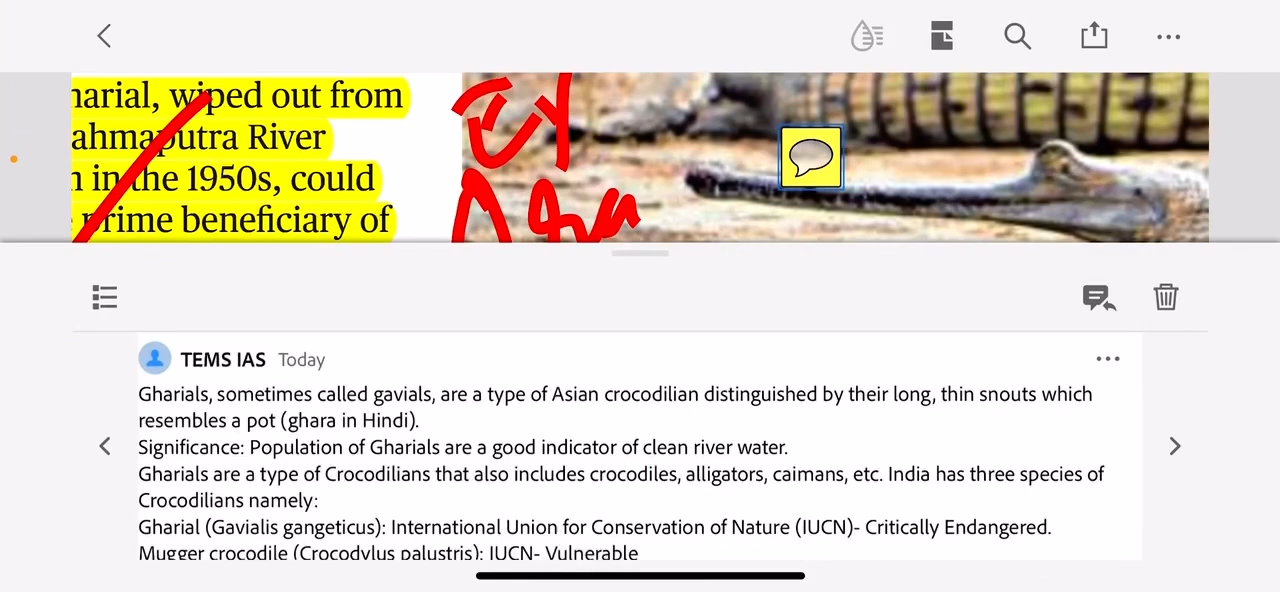 harial, wiped out from
ahmaputra River
n in the 1950s, could
prime beneficiary of
TEMS IAS Today
Gharials, sometimes called gavials, are a type of Asian crocodilian distinguished by their long, thin snouts which
resembles a pot (ghara in Hindi).
Significance: Population of Gharials are a good indicator of clean river water.
Gharials are a type of Crocodilians that also includes crocodiles, alligators, caimans, etc. India has three species of
Crocodilians namely:
Gharial (Gavialis gangeticus): International Union for Conservation of Nature (IUCN)- Critically Endangered.
Mugger crocodile (Crocodylus palustris): IUCN- Vulnerable